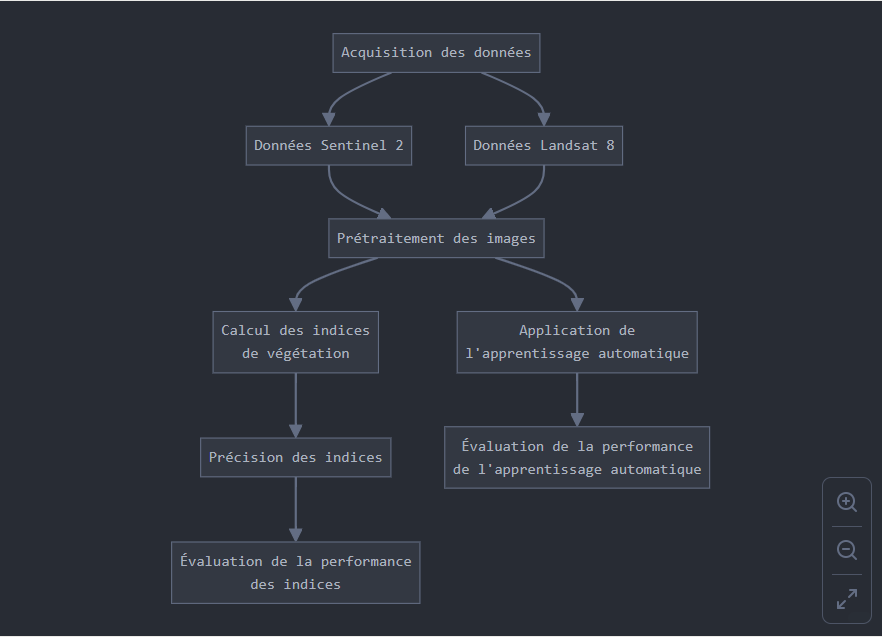 Acquisition des données
Données Sentinel 2
Données Landsat 8
Prétraitement des images
Calcul des indices
de végétation
Application de
l'apprentissage automatique
Précision des indices
Évaluation de la performance
de l'apprentissage automatique
Évaluation de la performance
des indices